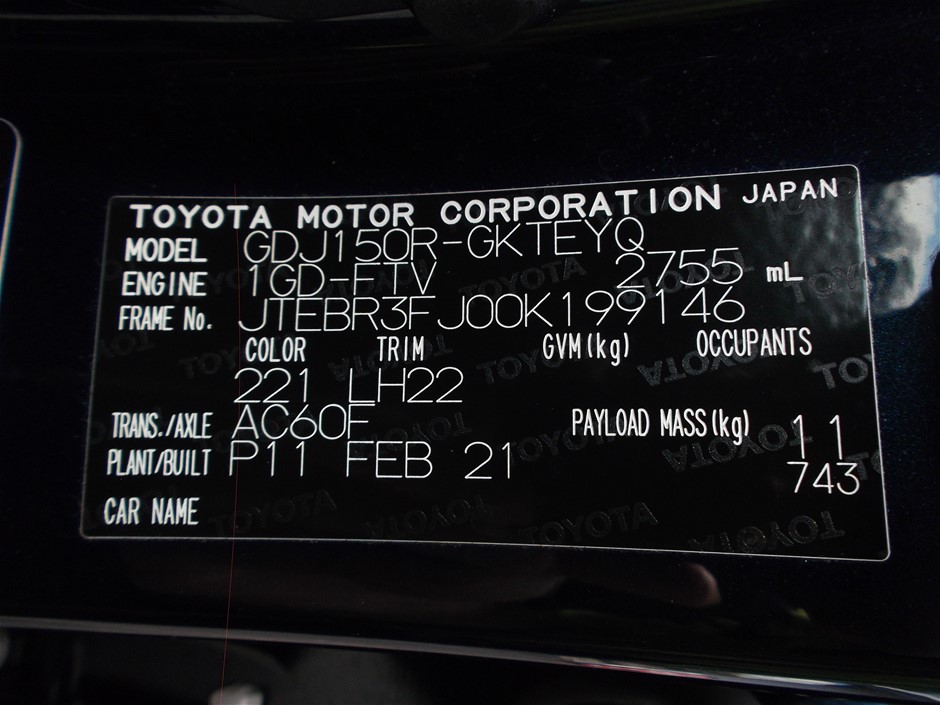 TOYOTA MOTOR CORPORATION JAPAN
MODEL GDJ150R-GKTEYQ
ENGINE 1GD-FTV 2755 mL
FRAME No. JTEBR3FJ00K199146
COLOR TRIM GVM(kg) OCCUPANTS
221 LH22
TRANS./AXLE AC60F PAYLOAD MASS(kg) 11
PLANT/BUILT P11 FEB 21 743
CAR NAME